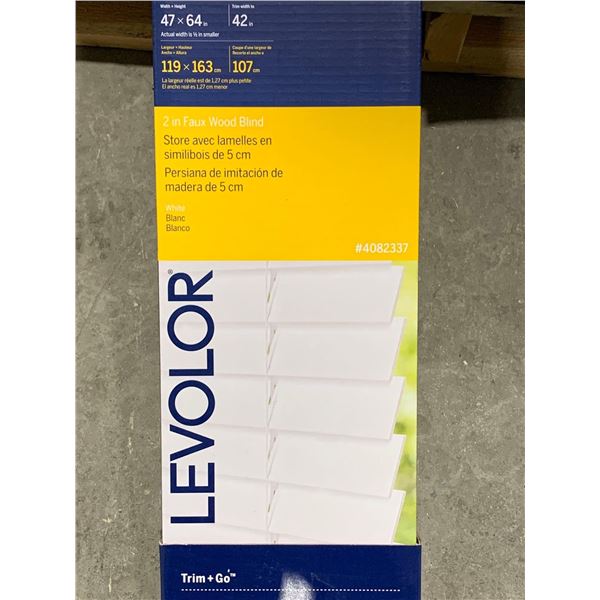 Width + Height
Trim width to
47 x 64 in
42 in
Actual width is ½ in smaller
Largeur + Hauteur
Ancho + Altura
Coupe d'une largeur de
Recorte el ancho a
119 x 163 cm
107 cm
La largeur réelle est de 1,27 cm plus petite
El ancho real es 1,27 cm menor
2 in Faux Wood Blind
Store avec lamelles en
similibois de 5 cm
Persiana de imitación de
madera de 5 cm
White
Blanc
Blanco
#4082337
LEVOLOR®
Trim+Go™